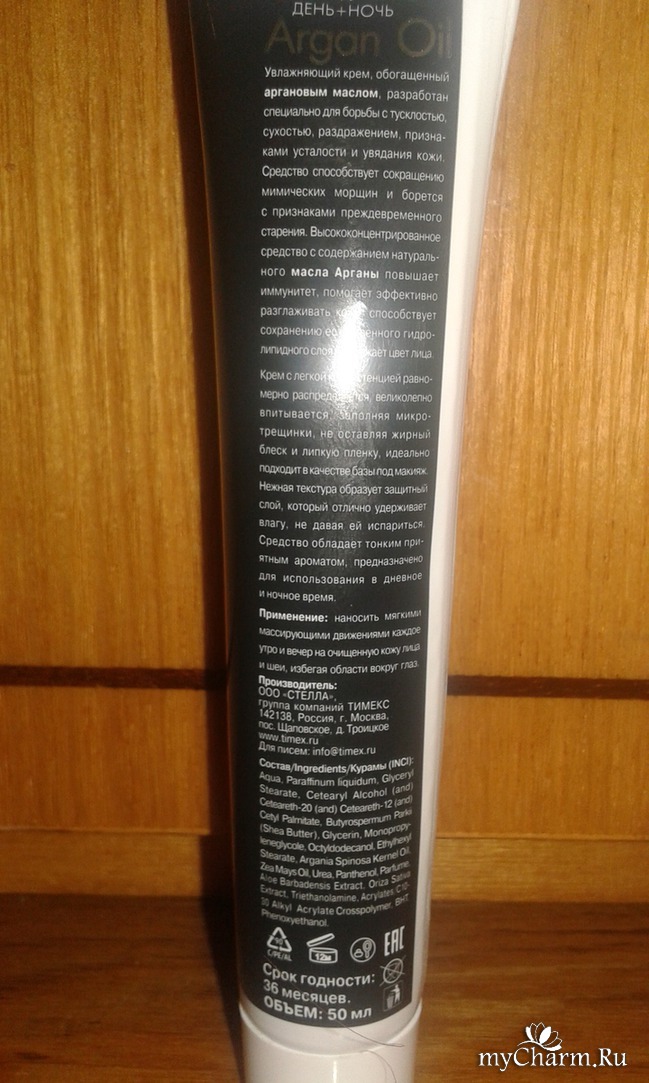 ДЕНЬ+НОЧЬ
Argan Oil
Увлажняющий крем, обогащенный
аргановым маслом, разработан
специально для борьбы с тусклостью,
сухостью, раздражением, призна-
ками усталости и увядания кожи.
Средство способствует сокращению
мимических морщин и борется
с признаками преждевременного
старения. Высококонцентрированное
средство с содержанием натураль-
ного масла Арганы повышает
иммунитет, помогает эффективно
разглаживать способствует
сохранению гидро-
липидного цвет лица.
Крем с легкой равно-
мерно великолепно
впитывается, заполняя микро-
трещинки, не оставляя жирный
блеск и липкую пленку, идеально
подходит в качестве базы под макияж.
Нежная текстура образует защитный
слой, который отлично удерживает
влагу, не давая ей испариться.
Средство обладает тонким при-
ятным ароматом, предназначено
для использования в дневное
и ночное время.
Применение: наносить мягкими
массирующими движениями каждое
утро и вечер на очищенную кожу лица
и шеи, избегая области вокруг глаз.
Производитель:
ООО «СТЕЛЛА»,
группа компаний ТИМЕКС
142138, Россия, г. Москва,
пос. Щаповское, д. Троицкое
www.timex.ru
Для писем: info@timex.ru
Состав/Ingredients/Курамы (INCI):
Aqua, Paraffinum liquidum, Glyceryl
Stearate, Cetearyl Alcohol (and)
Ceteareth-20 (and) Ceteareth-12 (and)
Cetyl Palmitate, Butyrospermum Parkii
(Shea Butter), Glycerin, Monopropy-
leneglycole, Octyldodecanol, Ethylhexyl
Stearate, Argania Spinosa Kernel Oil,
Zea Mays Oil, Urea, Panthenol, Parfume,
Aloe Barbadensis Extract, Oriza Sativa
Extract, Triethanolamine, Acrylates C10-
30 Alkyl Acrylate Crosspolymer, BHT,
Phenoxyethanol.
90
C/PE/AL
12м
EAC
Срок годности:
36 месяцев.
ОБЪЕМ: 50 мл
myCharm.Ru